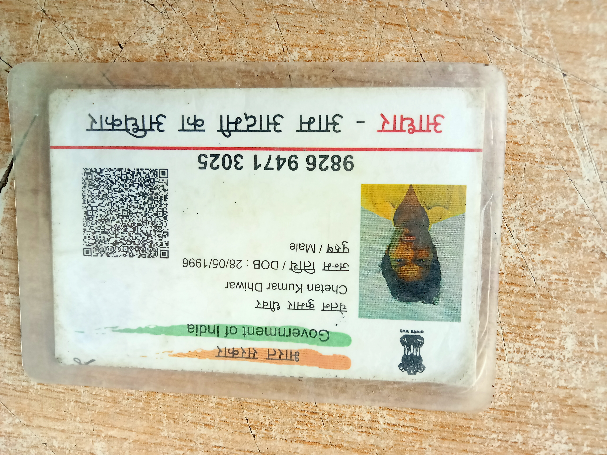 भारत सरकार
Government of India
चेतन कुमार धीवर
Chetan Kumar Dhiwar
जन्म तिथि / DOB : 28/05/1996
पुरुष / Male
9826 9471 3025
आधार - आम आदमी का अधिकार